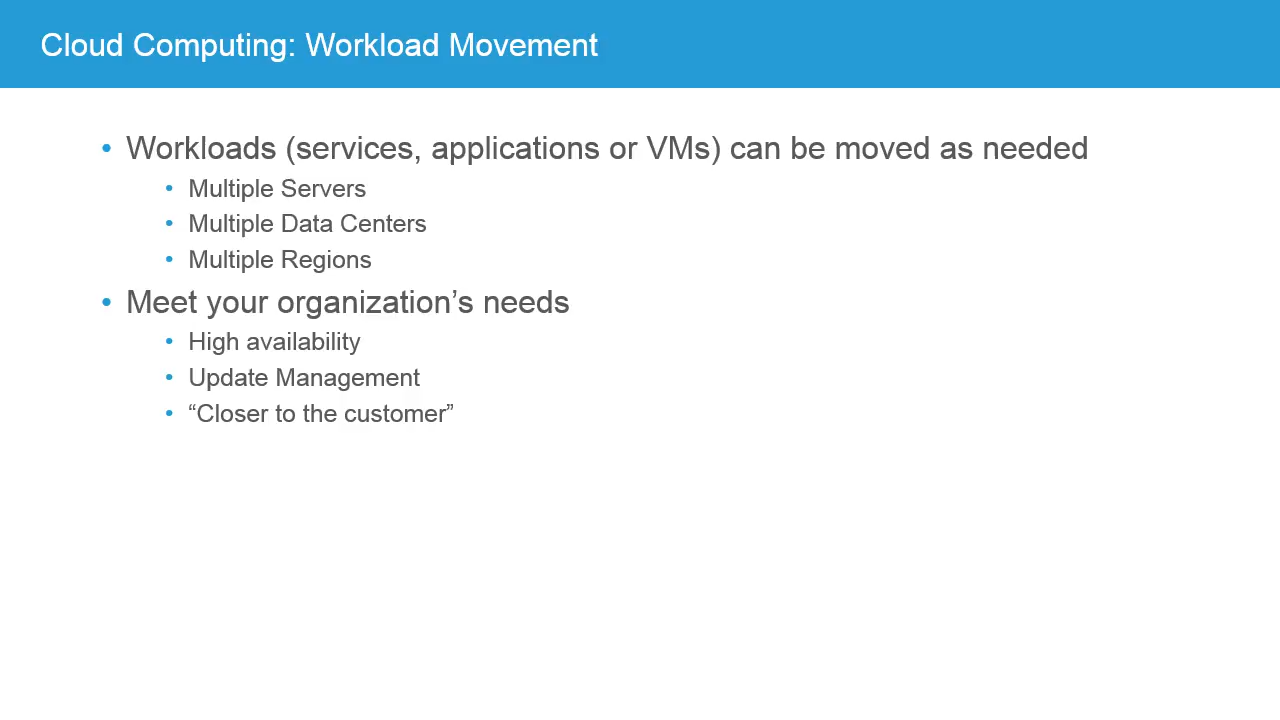 Cloud Computing: Workload Movement
• Workloads (services, applications or VMs) can be moved as needed
• Multiple Servers
• Multiple Data Centers
• Multiple Regions
• Meet your organization’s needs
• High availability
• Update Management
• “Closer to the customer”